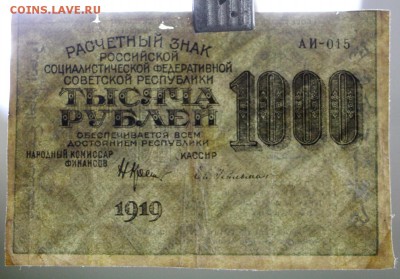 COINS.LAVE.RU
РАСЧЕТНЫЙ ЗНАК
РОССИЙСКОЙ
СОЦИАЛИСТИЧЕСКОЙ ФЕДЕРАТИВНОЙ
СОВЕТСКОЙ РЕСПУБЛИКИ
АИ-015
ТЫСЯЧА
РУБЛЕЙ
1000
ОБЕСПЕЧИВАЕТСЯ ВСЕМ
ДОСТОЯНИЕМ РЕСПУБЛИКИ
НАРОДНЫЙ КОМИССАР
ФИНАНСОВ
КАССИР
1919